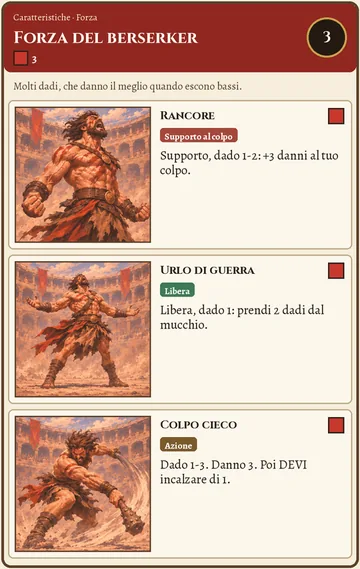 Caratteristiche · Forza
Forza del berserker
3
3
Molti dadi, che danno il meglio quando escono bassi.
Rancore
Supporto al colpo
Supporto, dado 1-2: +3 danni al tuo
colpo.
Urlo di guerra
Libera
Libera, dado 1: prendi 2 dadi dal
mucchio.
Colpo cieco
Azione
Dado 1-3. Danno 3. Poi DEVI
incalzare di 1.